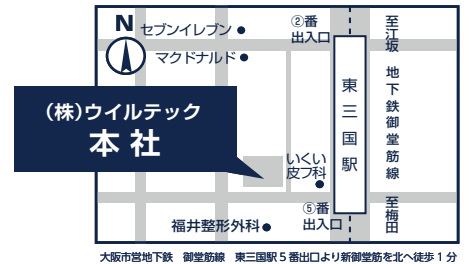 N
セブンイレブン
②番
出入口
至江坂
マクドナルド
地下鉄御堂筋線
東三国駅
(株)ウイルテック
本社
いくい
皮フ科
⑤番
出入口
至梅田
福井整形外科
大阪市営地下鉄 御堂筋線 東三国駅5番出口より新御堂筋を北へ徒歩1分